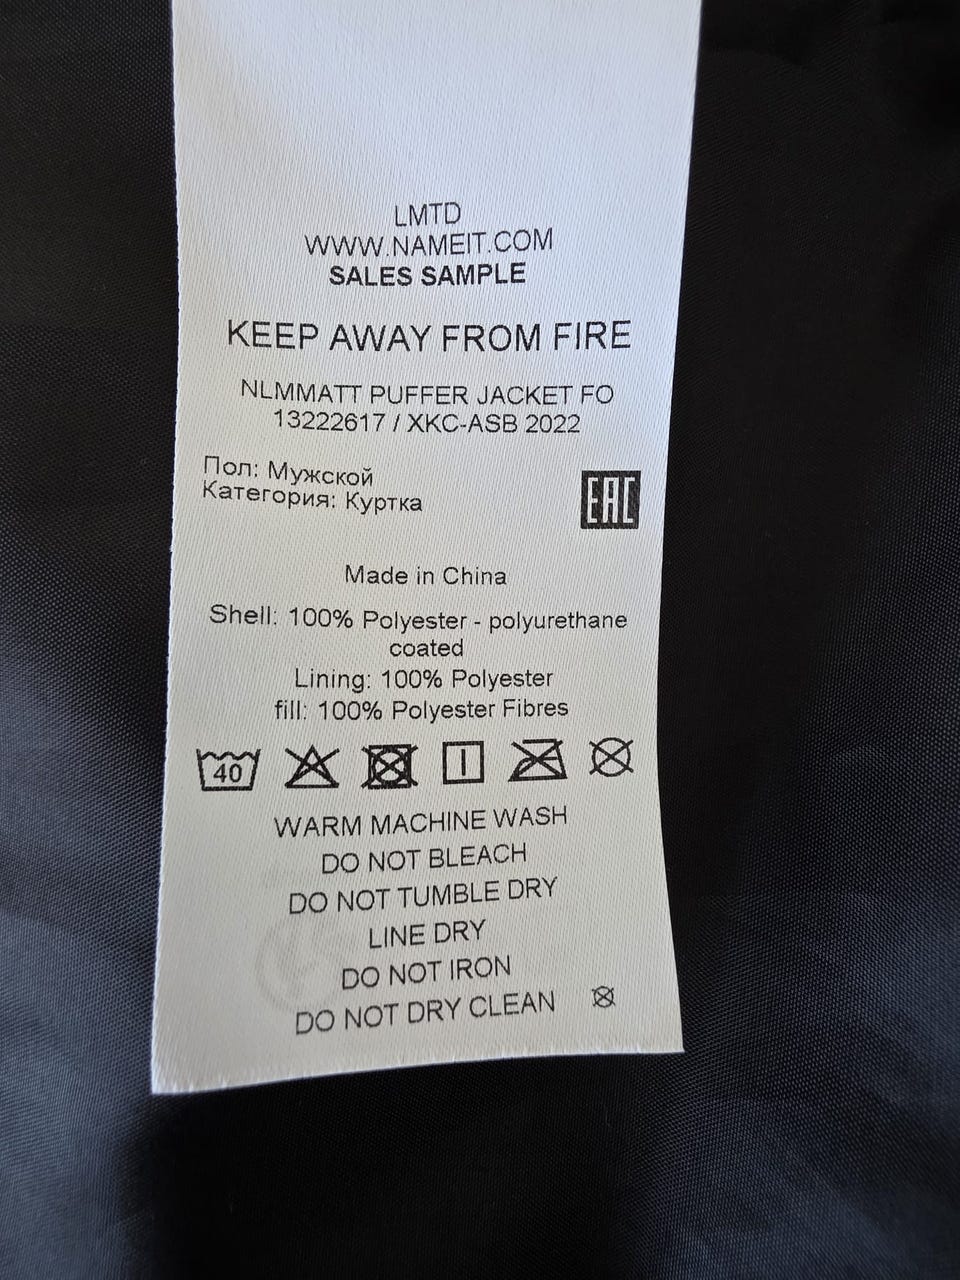 LMTD
WWW.NAMEIT.COM
SALES SAMPLE
KEEP AWAY FROM FIRE
NLMMATT PUFFER JACKET FO
13222617 / XKC-ASB 2022
Пол: Мужской
Категория: Куртка
EAC
Made in China
Shell: 100% Polyester - polyurethane
coated
Lining: 100% Polyester
fill: 100% Polyester Fibres
40
WARM MACHINE WASH
DO NOT BLEACH
DO NOT TUMBLE DRY
LINE DRY
DO NOT IRON
DO NOT DRY CLEAN